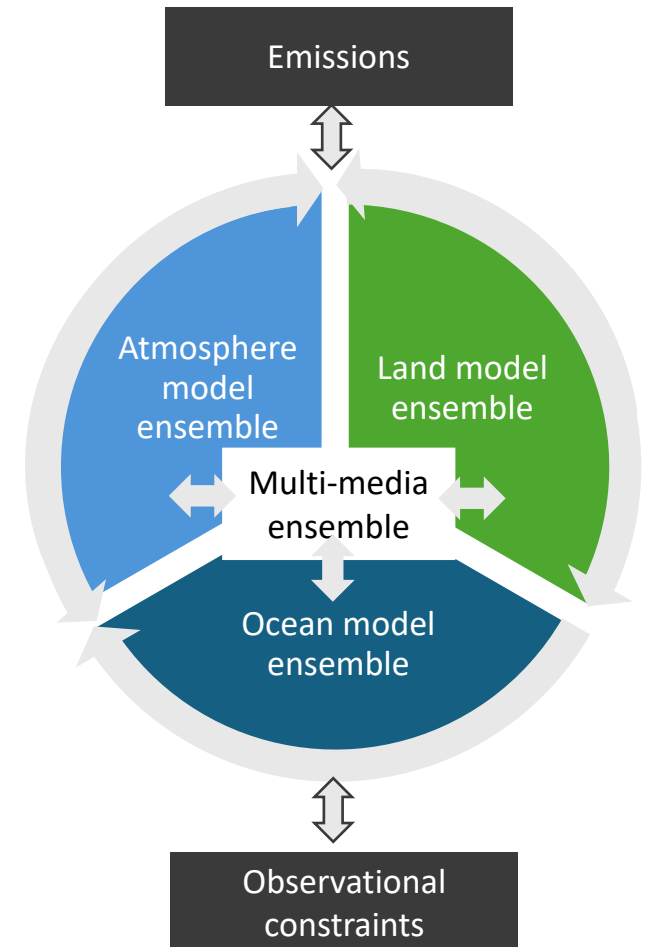 Emissions
Atmosphere
model
ensemble
Land model
ensemble
Multi-media
ensemble
Ocean model
ensemble
Observational
constraints